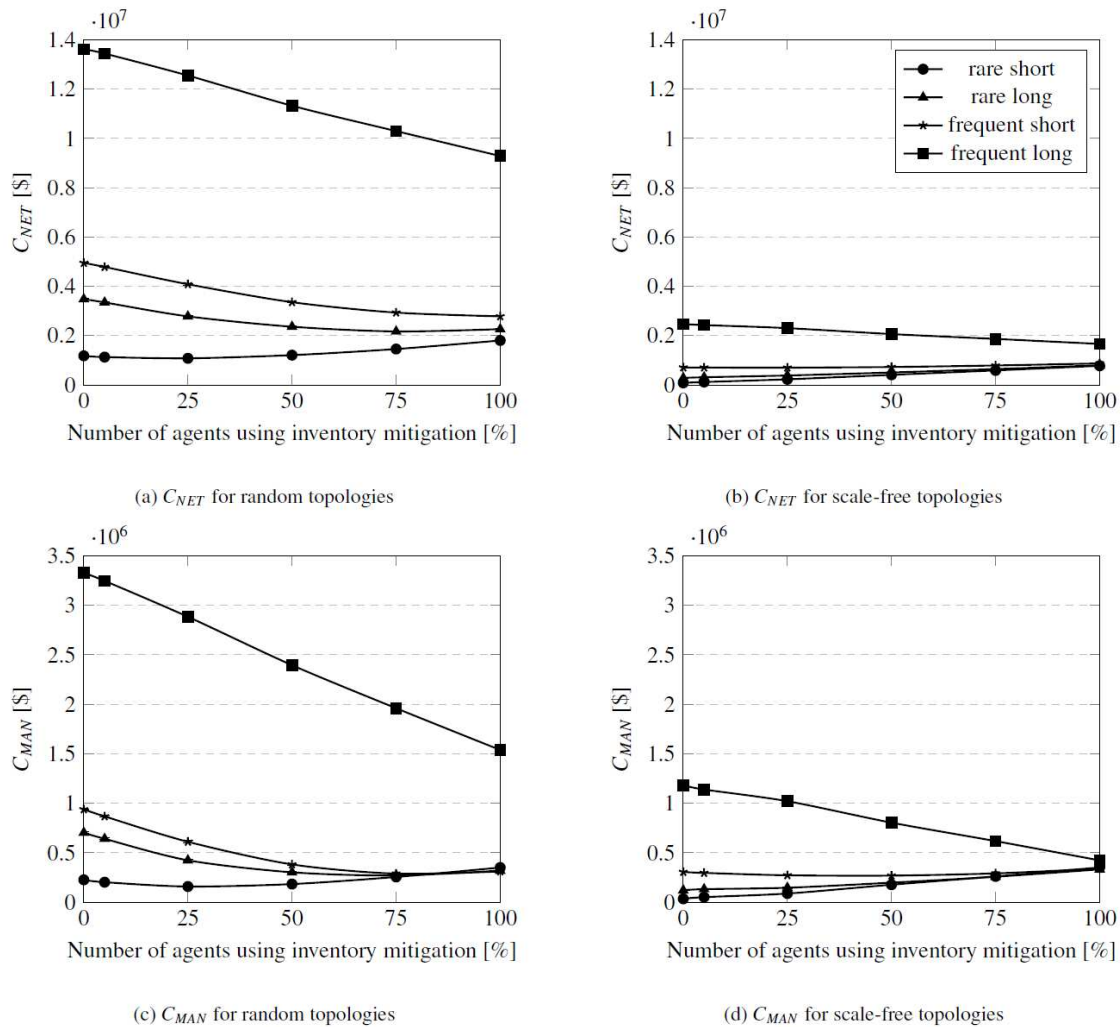 ·10^7
1.4
1.2
1
0.8
0.6
0.4
0.2
0
C_NET [$]
0 25 50 75 100
Number of agents using inventory mitigation [%]
(a) C_NET for random topologies
·10^7
1.4
1.2
1
0.8
0.6
0.4
0.2
0
C_NET [$]
rare short
rare long
frequent short
frequent long
0 25 50 75 100
Number of agents using inventory mitigation [%]
(b) C_NET for scale-free topologies
·10^6
3.5
3
2.5
2
1.5
1
0.5
0
C_MAN [$]
0 25 50 75 100
Number of agents using inventory mitigation [%]
(c) C_MAN for random topologies
·10^6
3.5
3
2.5
2
1.5
1
0.5
0
C_MAN [$]
0 25 50 75 100
Number of agents using inventory mitigation [%]
(d) C_MAN for scale-free topologies